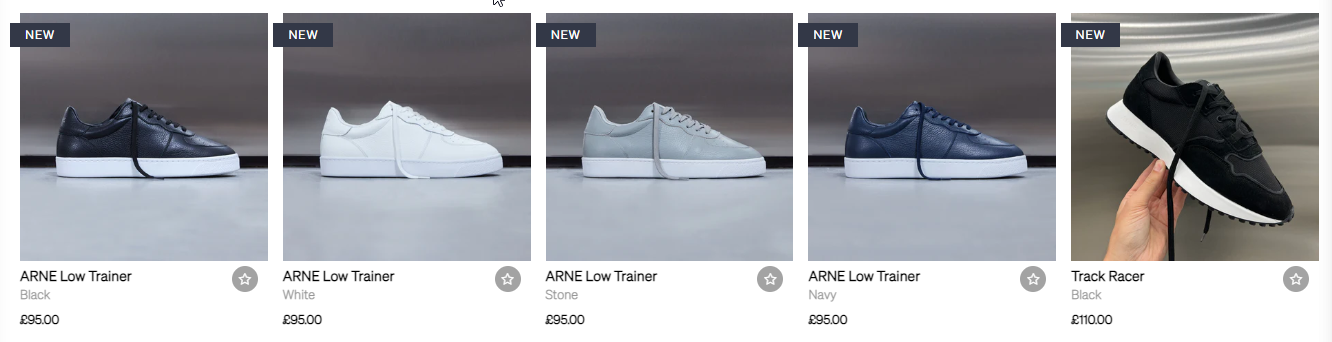 NEW NEW NEW NEW NEW
ARNE Low Trainer ARNE Low Trainer ARNE Low Trainer ARNE Low Trainer Track Racer
Black White Stone Navy Black
£95.00 £95.00 £95.00 £95.00 £110.00